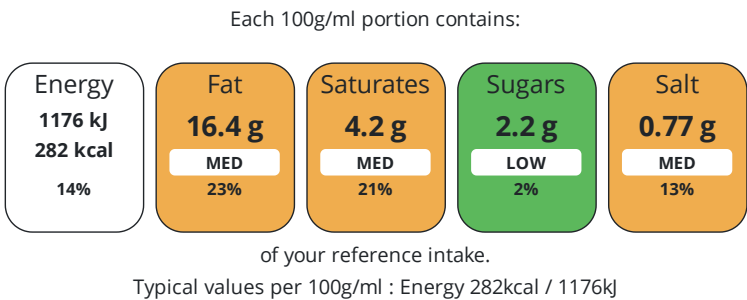 Each 100g/ml portion contains:
Energy
1176 kJ
282 kcal
14%
Fat
16.4 g
MED
23%
Saturates
4.2 g
MED
21%
Sugars
2.2 g
LOW
2%
Salt
0.77 g
MED
13%
of your reference intake.
Typical values per 100g/ml : Energy 282kcal / 1176kJ